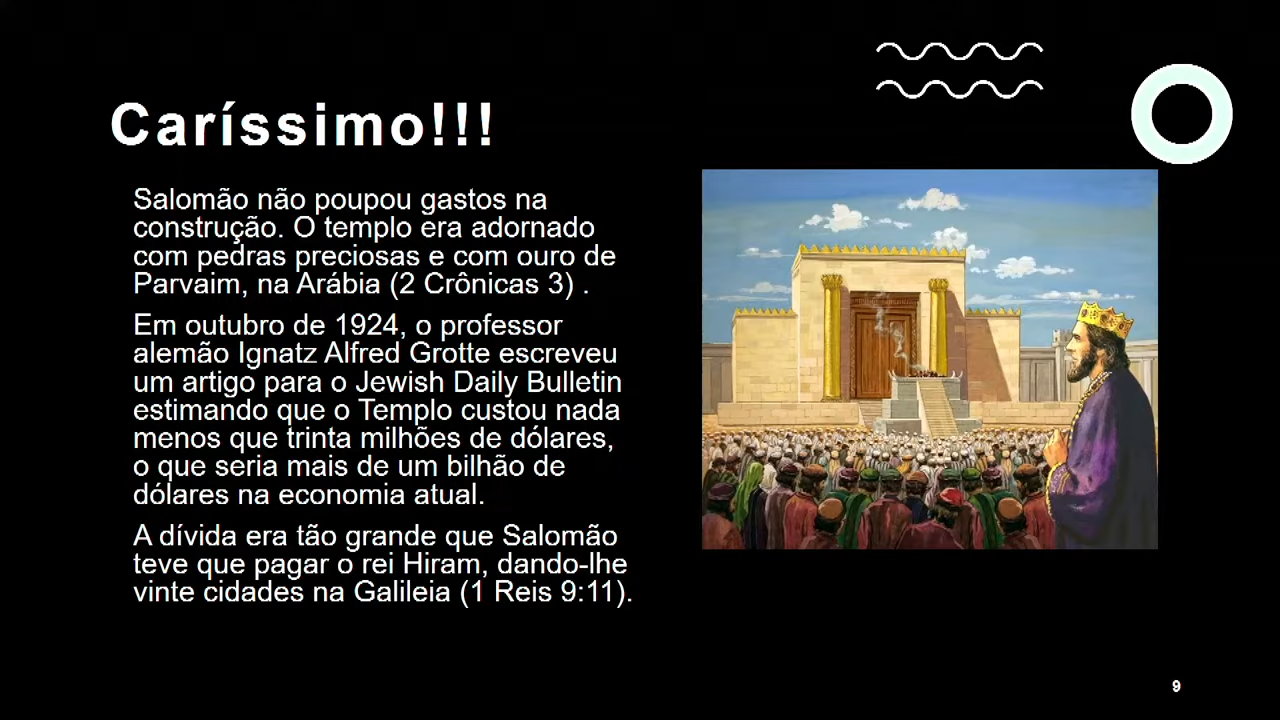 Caríssimo!!!
Salomão não poupou gastos na
construção. O templo era adornado
com pedras preciosas e com ouro de
Parvaim, na Arábia (2 Crônicas 3) .
Em outubro de 1924, o professor
alemão Ignatz Alfred Grotte escreveu
um artigo para o Jewish Daily Bulletin
estimando que o Templo custou nada
menos que trinta milhões de dólares,
o que seria mais de um bilhão de
dólares na economia atual.
A dívida era tão grande que Salomão
teve que pagar o rei Hiram, dando-lhe
vinte cidades na Galileia (1 Reis 9:11).
9